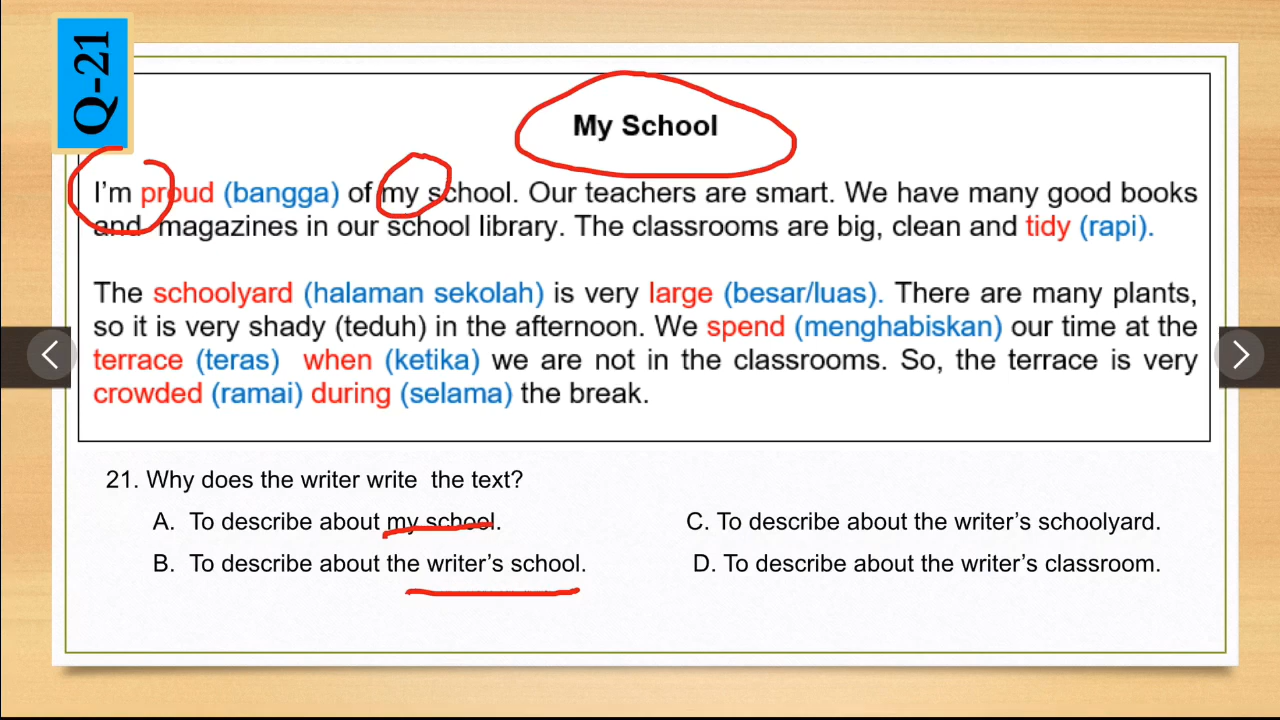 Q-21
My School
I'm proud (bangga) of my school. Our teachers are smart. We have many good books
and magazines in our school library. The classrooms are big, clean and tidy (rapi).
The schoolyard (halaman sekolah) is very large (besar/luas). There are many plants,
so it is very shady (teduh) in the afternoon. We spend (menghabiskan) our time at the
terrace (teras) when (ketika) we are not in the classrooms. So, the terrace is very
crowded (ramai) during (selama) the break.
21. Why does the writer write the text?
A. To describe about my school.
B. To describe about the writer's school.
C. To describe about the writer's schoolyard.
D. To describe about the writer's classroom.